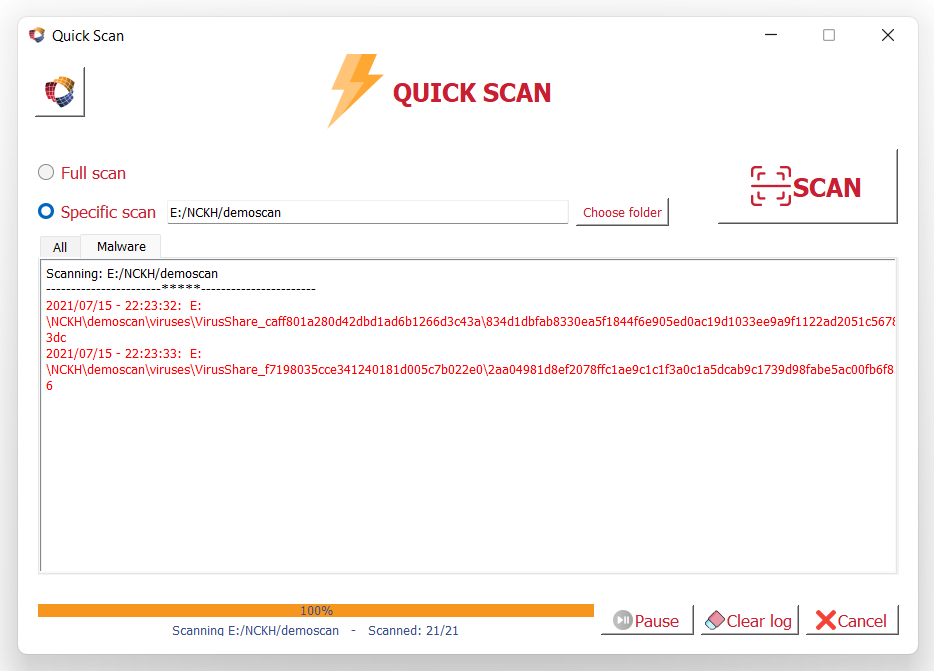 Quick Scan
QUICK SCAN
Full scan
SCAN
Specific scan
E:/NCKH/demoscan
Choose folder
All
Malware
Scanning: E:/NCKH/demoscan
-----------------------*****-----------------------
2021/07/15 - 22:23:32:  E:
\NCKH\demoscan\viruses\VirusShare_caff801a280d42dbd1ad6b1266d3c43a\834d1dbfab8330ea5f1844f6e905ed0ac19d1033ee9a9f1122ad2051c5678
3dc
2021/07/15 - 22:23:33:  E:
\NCKH\demoscan\viruses\VirusShare_f7198035cce341240181d005c7b022e0\2aa04981d8ef2078ffc1ae9c1c1f3a0c1a5dcab9c1739d98fabe5ac00fb6f8
6
100%
Scanning E:/NCKH/demoscan   -   Scanned: 21/21
Pause
Clear log
Cancel